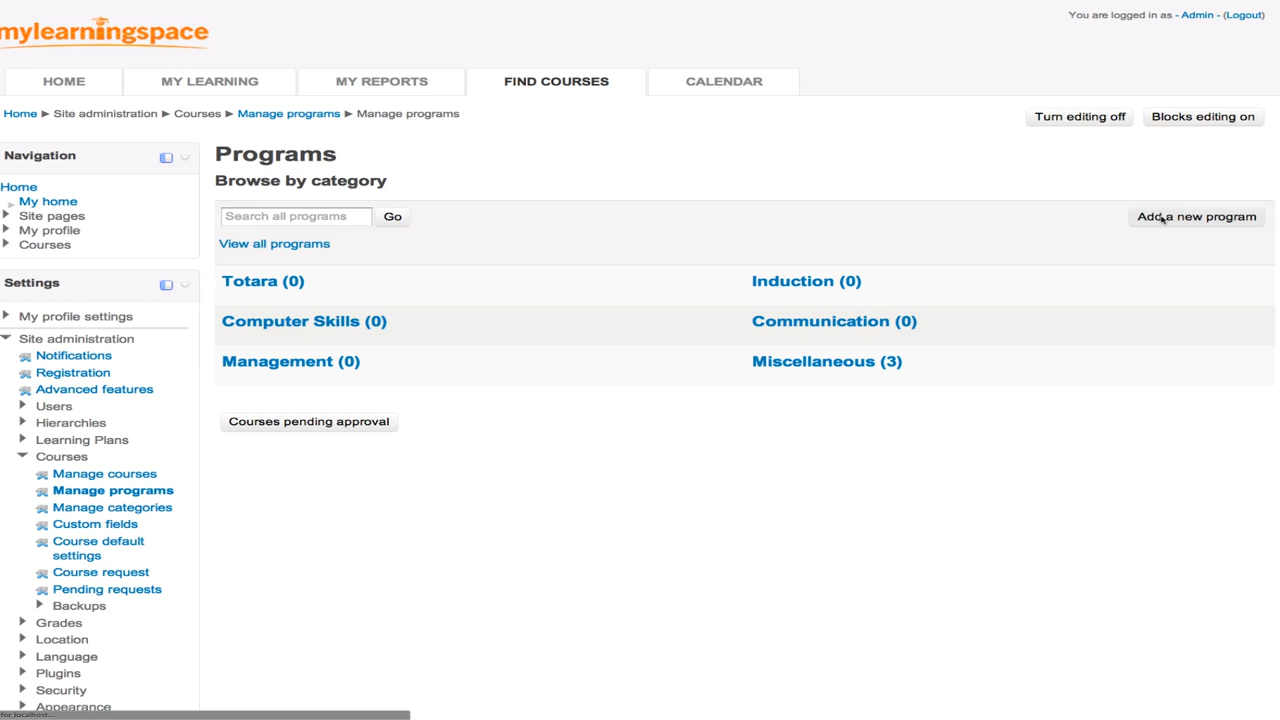 You are logged in as - Admin - (Logout)
mylearningspace
HOME
MY LEARNING
MY REPORTS
FIND COURSES
CALENDAR
Home ► Site administration ► Courses ► Manage programs ► Manage programs
Turn editing off
Blocks editing on
Navigation
Home
My home
Site pages
My profile
Courses
Settings
My profile settings
Site administration
Notifications
Registration
Advanced features
Users
Hierarchies
Learning Plans
Courses
Manage courses
Manage programs
Manage categories
Custom fields
Course default
settings
Course request
Pending requests
Backups
Grades
Location
Language
Plugins
Security
Appearance
Programs
Browse by category
Search all programs
Go
Add a new program
View all programs
Totara (0)
Induction (0)
Computer Skills (0)
Communication (0)
Management (0)
Miscellaneous (3)
Courses pending approval
for localhost...